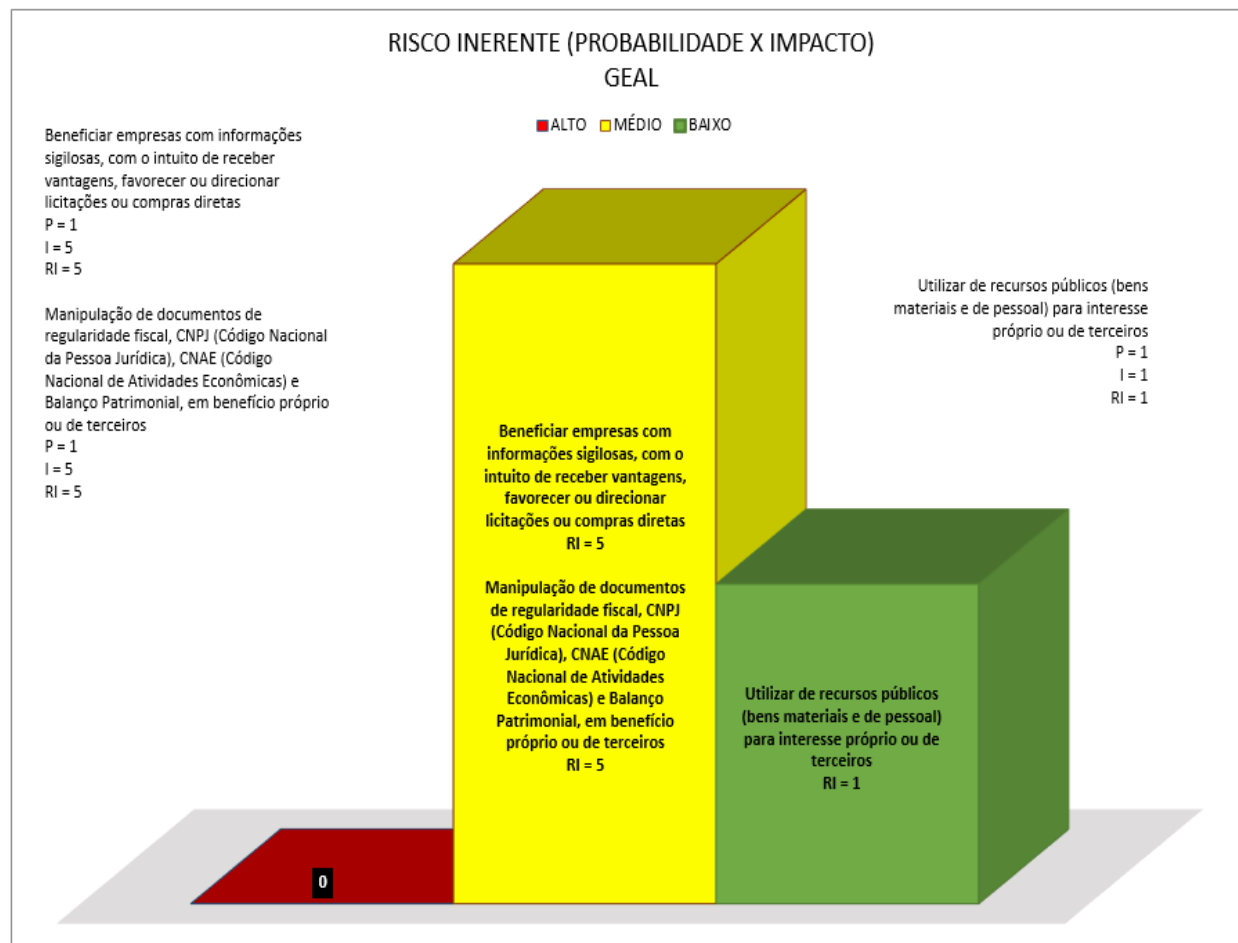 RISCO INERENTE (PROBABILIDADE X IMPACTO)
GEAL
ALTO MÉDIO BAIXO
Beneficiar empresas com informações
sigilosas, com o intuito de receber
vantagens, favorecer ou direcionar
licitações ou compras diretas
P = 1
I = 5
RI = 5
Manipulação de documentos de
regularidade fiscal, CNPJ (Código Nacional
da Pessoa Jurídica), CNAE (Código
Nacional de Atividades Econômicas) e
Balanço Patrimonial, em benefício próprio
ou de terceiros
P = 1
I = 5
RI = 5
Utilizar de recursos públicos (bens
materiais e de pessoal) para interesse
próprio ou de terceiros
P = 1
I = 1
RI = 1
Beneficiar empresas com
informações sigilosas, com o
intuito de receber vantagens,
favorecer ou direcionar
licitações ou compras diretas
RI = 5
Manipulação de documentos
de regularidade fiscal, CNPJ
(Código Nacional da Pessoa
Jurídica), CNAE (Código
Nacional de Atividades
Econômicas) e Balanço
Patrimonial, em benefício
próprio ou de terceiros
RI = 5
Utilizar de recursos públicos
(bens materiais e de pessoal)
para interesse próprio ou de
terceiros
RI = 1
0